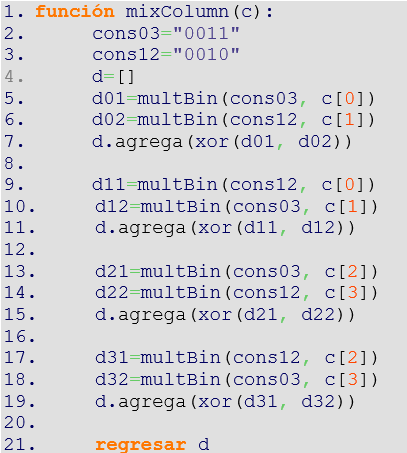 1. función mixColumn(c):
2.     cons03="0011"
3.     cons12="0010"
4.     d=[]
5.     d01=multBin(cons03, c[0])
6.     d02=multBin(cons12, c[1])
7.     d.agrega(xor(d01, d02))
8.
9.     d11=multBin(cons12, c[0])
10.     d12=multBin(cons03, c[1])
11.     d.agrega(xor(d11, d12))
12.
13.     d21=multBin(cons03, c[2])
14.     d22=multBin(cons12, c[3])
15.     d.agrega(xor(d21, d22))
16.
17.     d31=multBin(cons12, c[2])
18.     d32=multBin(cons03, c[3])
19.     d.agrega(xor(d31, d32))
20.
21.     regresar d